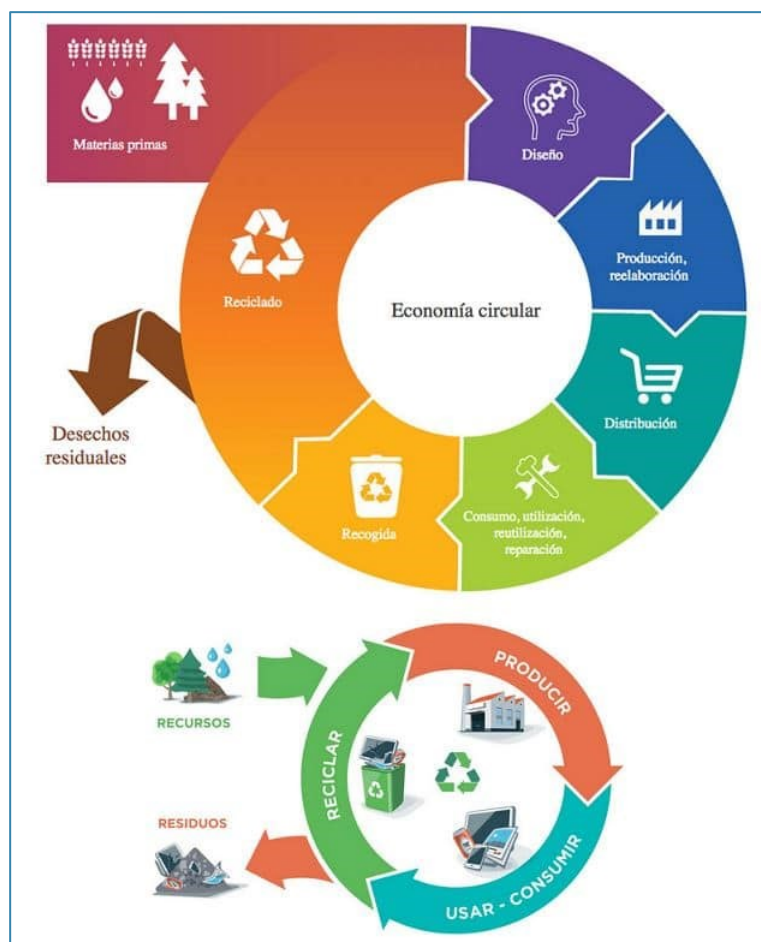 Materias primas
Diseño
Producción,
reelaboración
Distribución
Consumo, utilización,
reutilización,
reparación
Recogida
Reciclado
Economía circular
Desechos
residuales
RECURSOS
RESIDUOS
RECICLAR
PRODUCIR
USAR - CONSUMIR